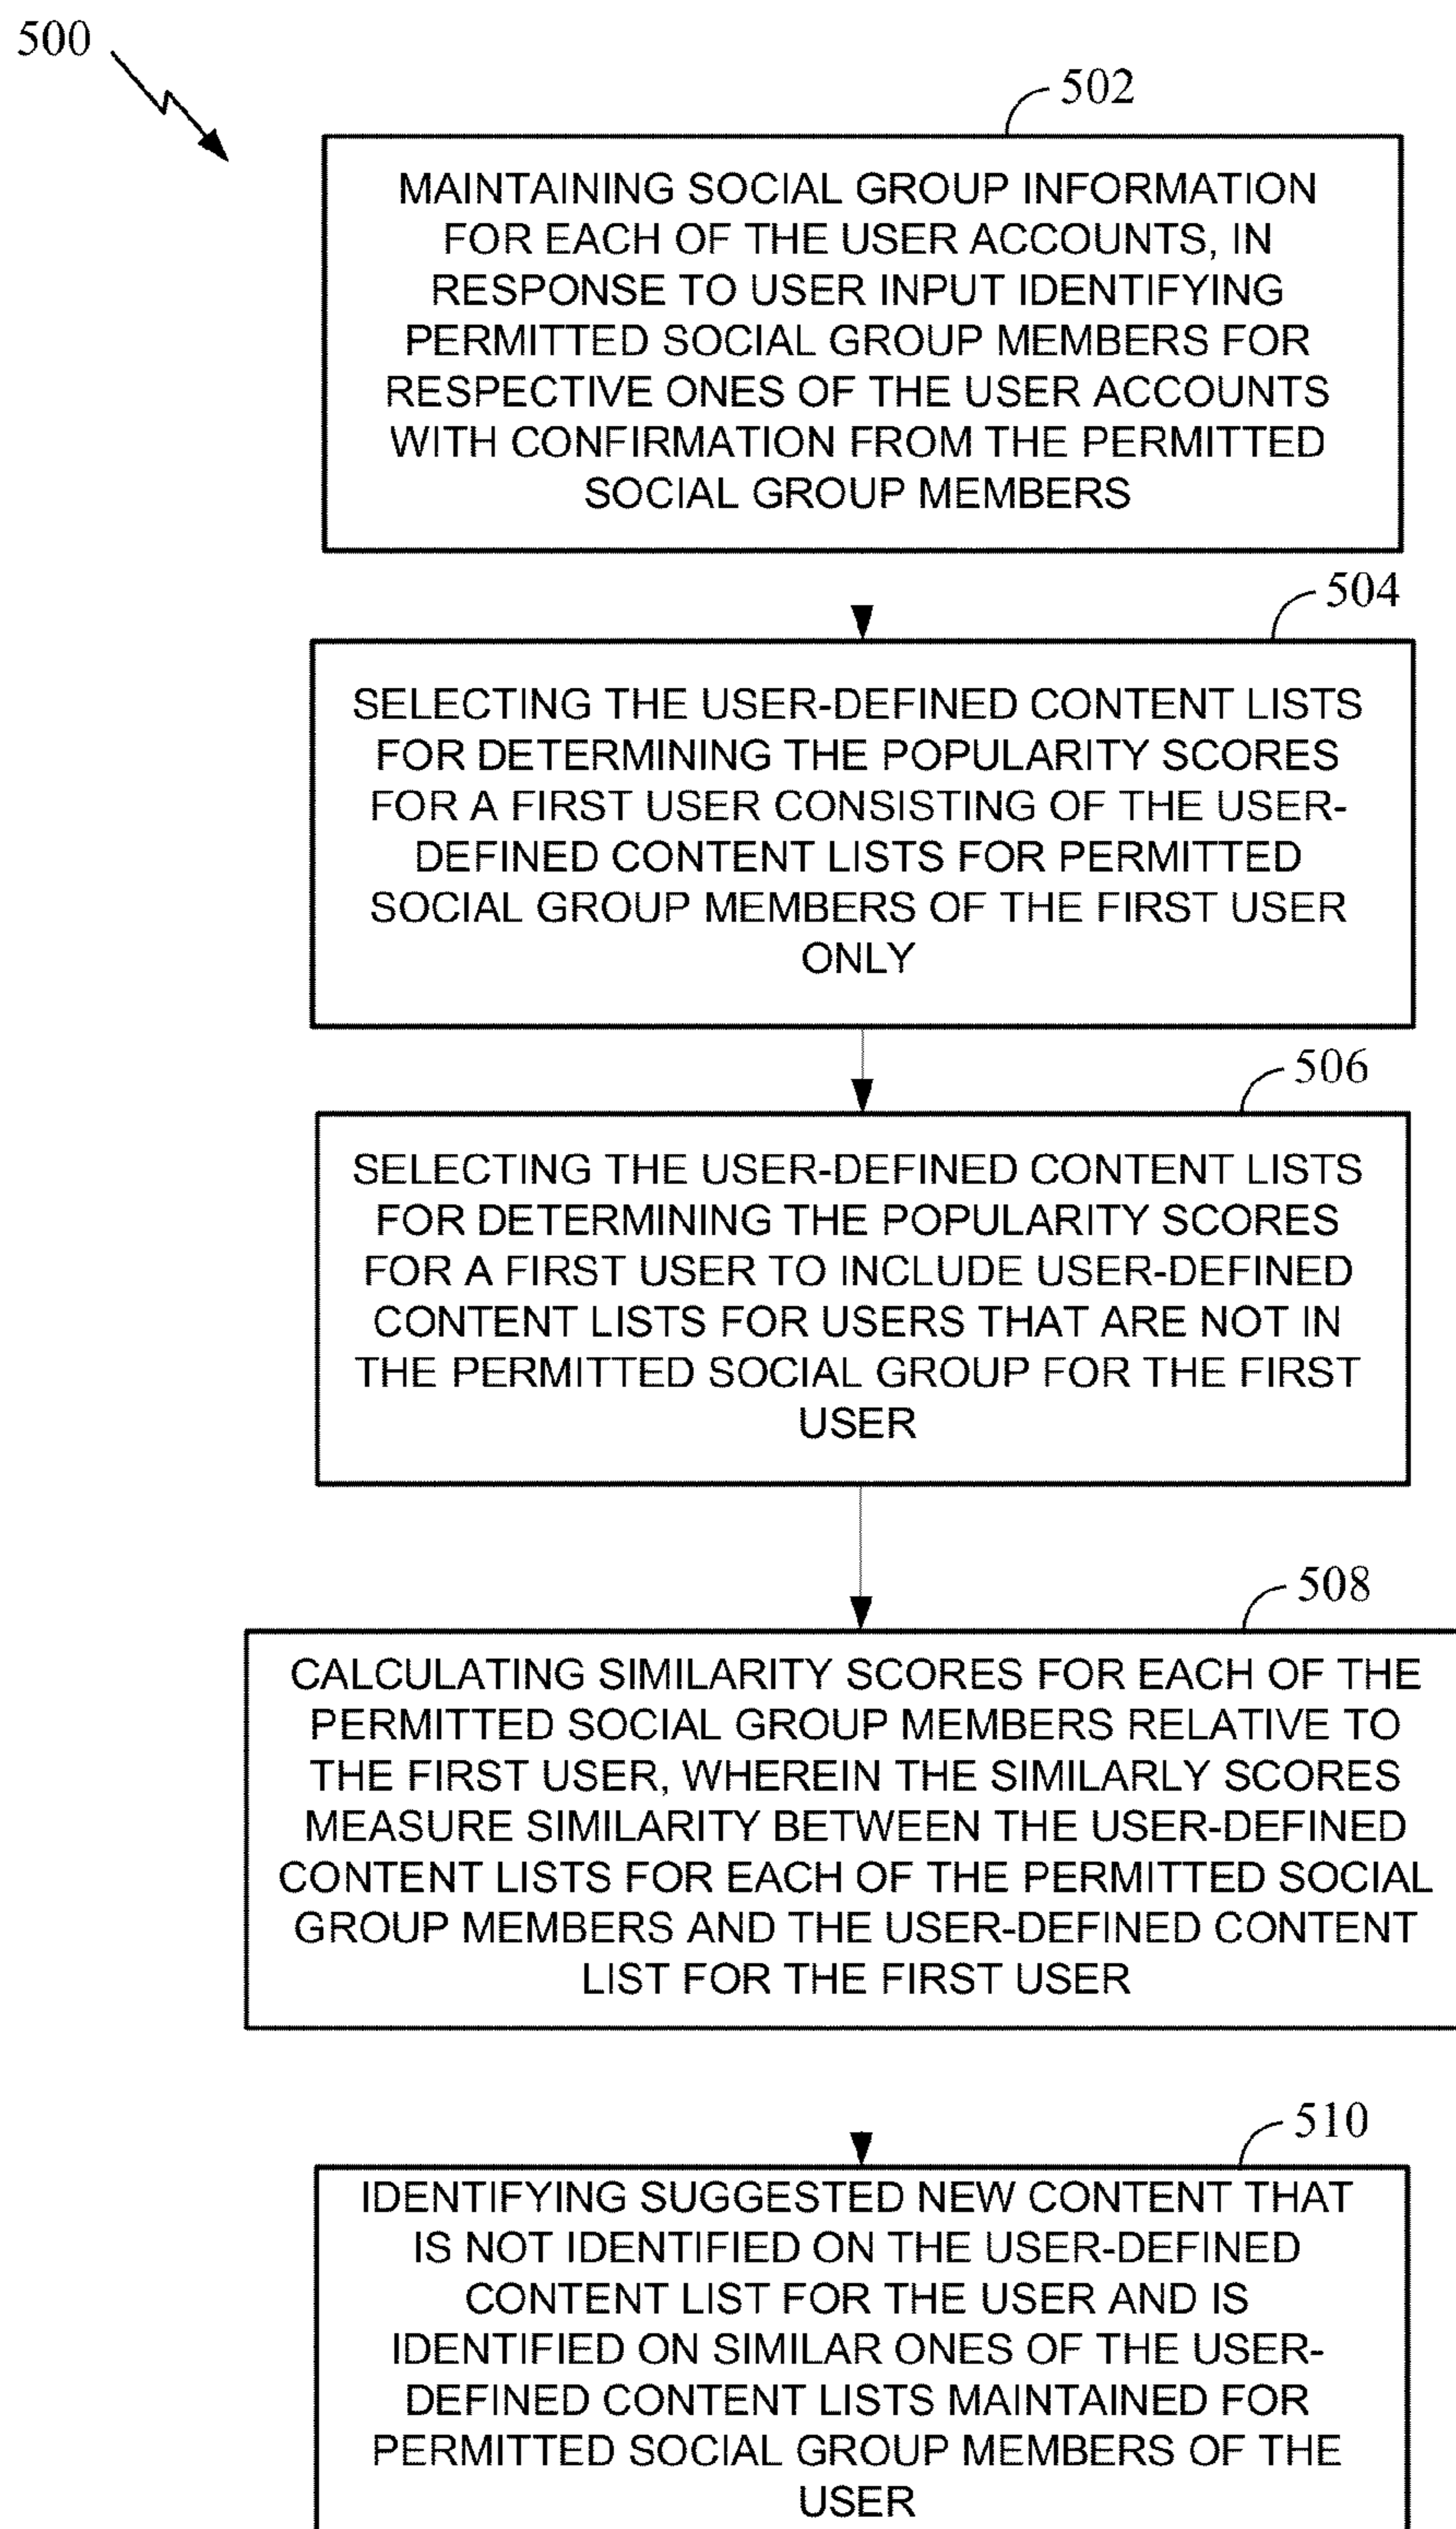 500
502
MAINTAINING SOCIAL GROUP INFORMATION
FOR EACH OF THE USER ACCOUNTS, IN
RESPONSE TO USER INPUT IDENTIFYING
PERMITTED SOCIAL GROUP MEMBERS FOR
RESPECTIVE ONES OF THE USER ACCOUNTS
WITH CONFIRMATION FROM THE PERMITTED
SOCIAL GROUP MEMBERS
504
SELECTING THE USER-DEFINED CONTENT LISTS
FOR DETERMINING THE POPULARITY SCORES
FOR A FIRST USER CONSISTING OF THE USER-
DEFINED CONTENT LISTS FOR PERMITTED
SOCIAL GROUP MEMBERS OF THE FIRST USER
ONLY
506
SELECTING THE USER-DEFINED CONTENT LISTS
FOR DETERMINING THE POPULARITY SCORES
FOR A FIRST USER TO INCLUDE USER-DEFINED
CONTENT LISTS FOR USERS THAT ARE NOT IN
THE PERMITTED SOCIAL GROUP FOR THE FIRST
USER
508
CALCULATING SIMILARITY SCORES FOR EACH OF THE
PERMITTED SOCIAL GROUP MEMBERS RELATIVE TO
THE FIRST USER, WHEREIN THE SIMILARLY SCORES
MEASURE SIMILARITY BETWEEN THE USER-DEFINED
CONTENT LISTS FOR EACH OF THE PERMITTED SOCIAL
GROUP MEMBERS AND THE USER-DEFINED CONTENT
LIST FOR THE FIRST USER
510
IDENTIFYING SUGGESTED NEW CONTENT THAT
IS NOT IDENTIFIED ON THE USER-DEFINED
CONTENT LIST FOR THE USER AND IS
IDENTIFIED ON SIMILAR ONES OF THE USER-
DEFINED CONTENT LISTS MAINTAINED FOR
PERMITTED SOCIAL GROUP MEMBERS OF THE
USER